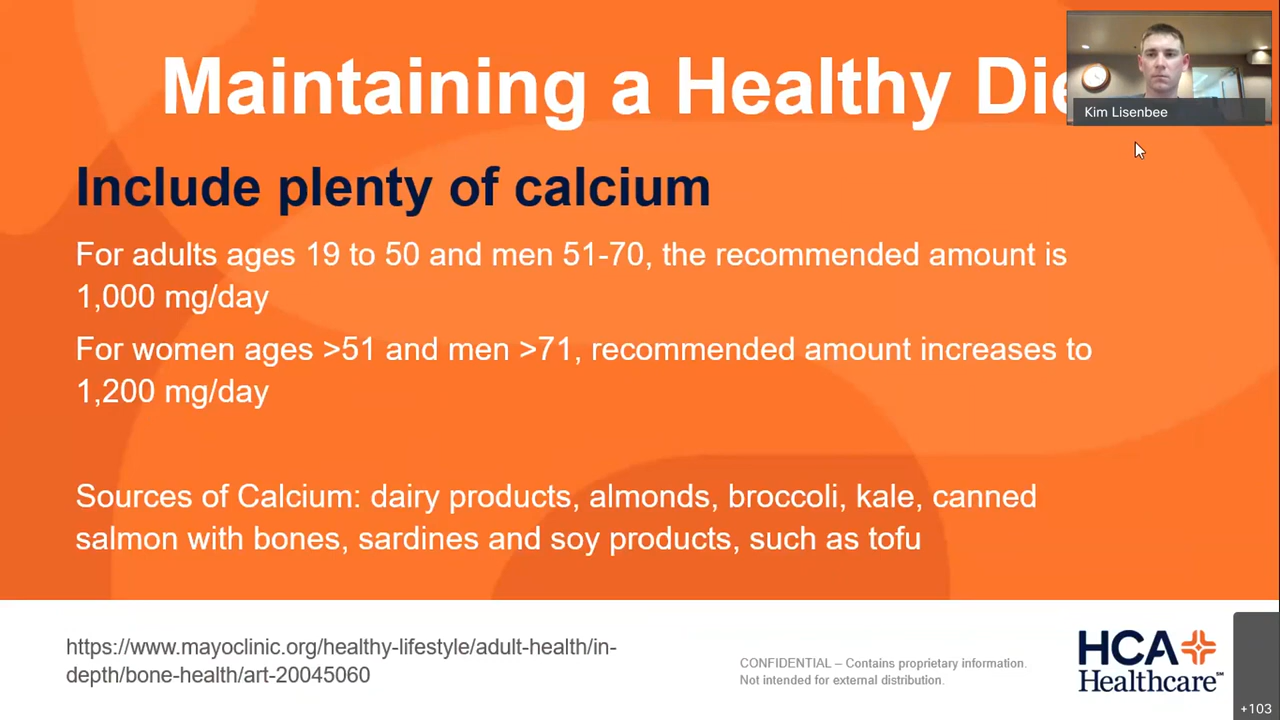 Maintaining a Healthy Die
Kim Lisenbee
Include plenty of calcium
For adults ages 19 to 50 and men 51-70, the recommended amount is
1,000 mg/day
For women ages >51 and men >71, recommended amount increases to
1,200 mg/day
Sources of Calcium: dairy products, almonds, broccoli, kale, canned
salmon with bones, sardines and soy products, such as tofu
https://www.mayoclinic.org/healthy-lifestyle/adult-health/in-
depth/bone-health/art-20045060
CONFIDENTIAL – Contains proprietary information.
Not intended for external distribution.
HCA
Healthcare℠
+103